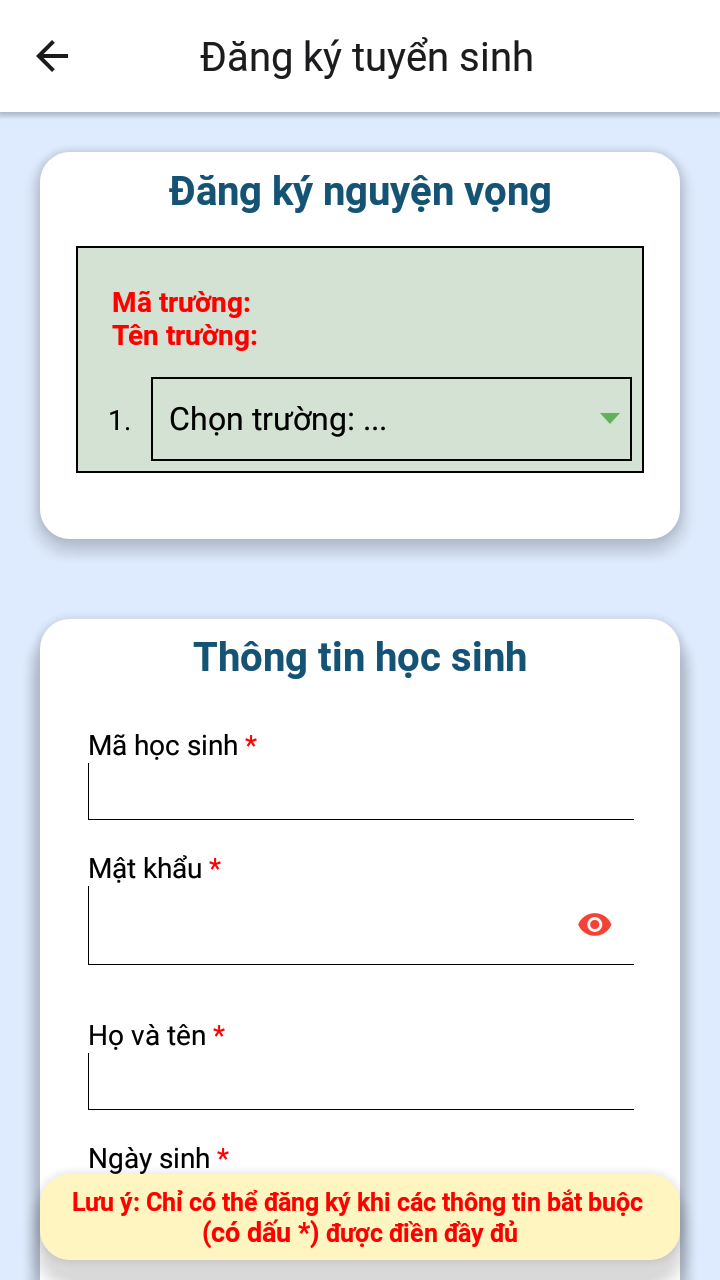 Đăng ký tuyển sinh
Đăng ký nguyện vọng
Mã trường:
Tên trường:
1. Chọn trường: ...
Thông tin học sinh
Mã học sinh *
Mật khẩu *
Họ và tên *
Ngày sinh *
Lưu ý: Chỉ có thể đăng ký khi các thông tin bắt buộc
(có dấu *) được điền đầy đủ